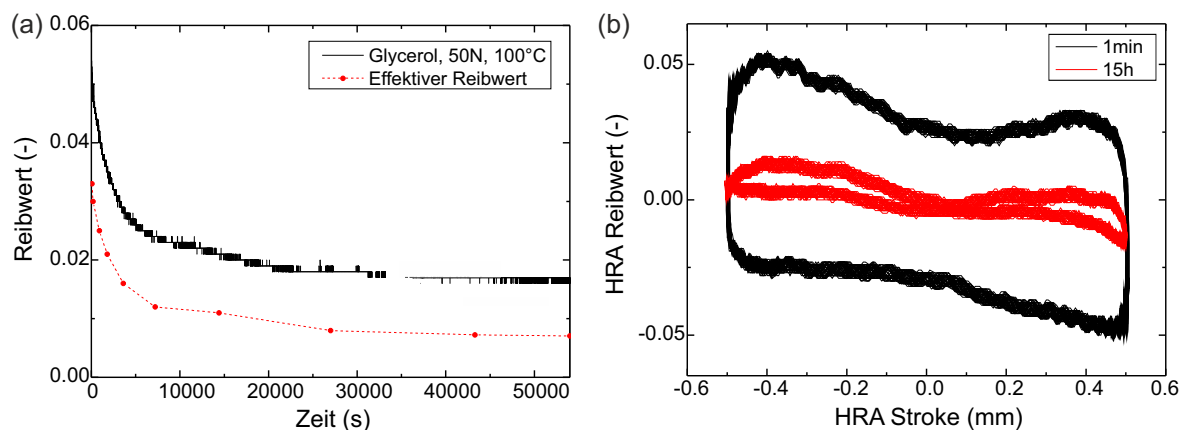 (a)
0.06
0.04
0.02
0.00
Reibwert (-)
Glycerol, 50N, 100°C
Effektiver Reibwert
0
10000
20000
30000
40000
50000
Zeit (s)
(b)
0.05
0.00
-0.05
HRA Reibwert (-)
1min
15h
-0.6
-0.4
-0.2
0.0
0.2
0.4
0.6
HRA Stroke (mm)